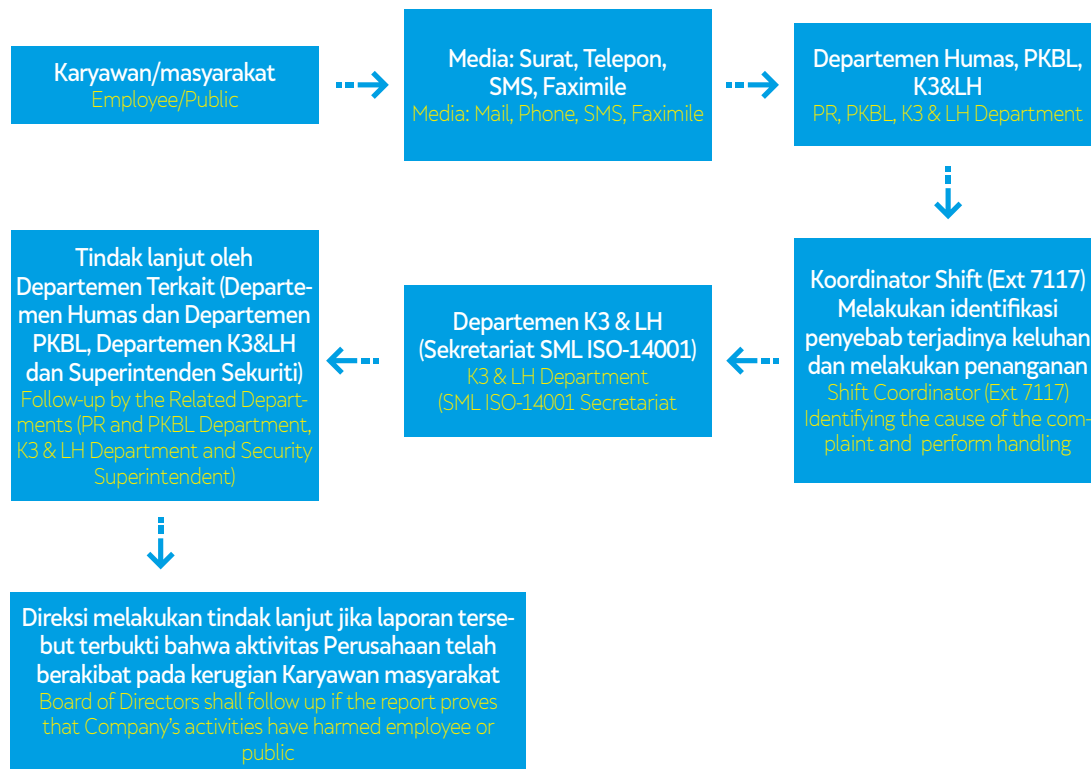 Karyawan/masyarakat
Employee/Public
Media: Surat, Telepon,
SMS, Faximile
Media: Mail, Phone, SMS, Faximile
Departemen Humas, PKBL,
K3&LH
PR, PKBL, K3 & LH Department
Koordinator Shift (Ext 7117)
Melakukan identifikasi
penyebab terjadinya keluhan
dan melakukan penanganan
Shift Coordinator (Ext 7117)
Identifying the cause of the com-
plaint and perform handling
Departemen K3 & LH
(Sekretariat SML ISO-14001)
K3 & LH Department
(SML ISO-14001 Secretariat
Tindak lanjut oleh
Departemen Terkait (Departe-
men Humas dan Departemen
PKBL, Departemen K3&LH
dan Superintenden Sekuriti)
Follow-up by the Related Depart-
ments (PR and PKBL Department,
K3 & LH Department and Security
Superintendent)
Direksi melakukan tindak lanjut jika laporan terse-
but terbukti bahwa aktivitas Perusahaan telah
berakibat pada kerugian Karyawan masyarakat
Board of Directors shall follow up if the report proves
that Company’s activities have harmed employee or
public